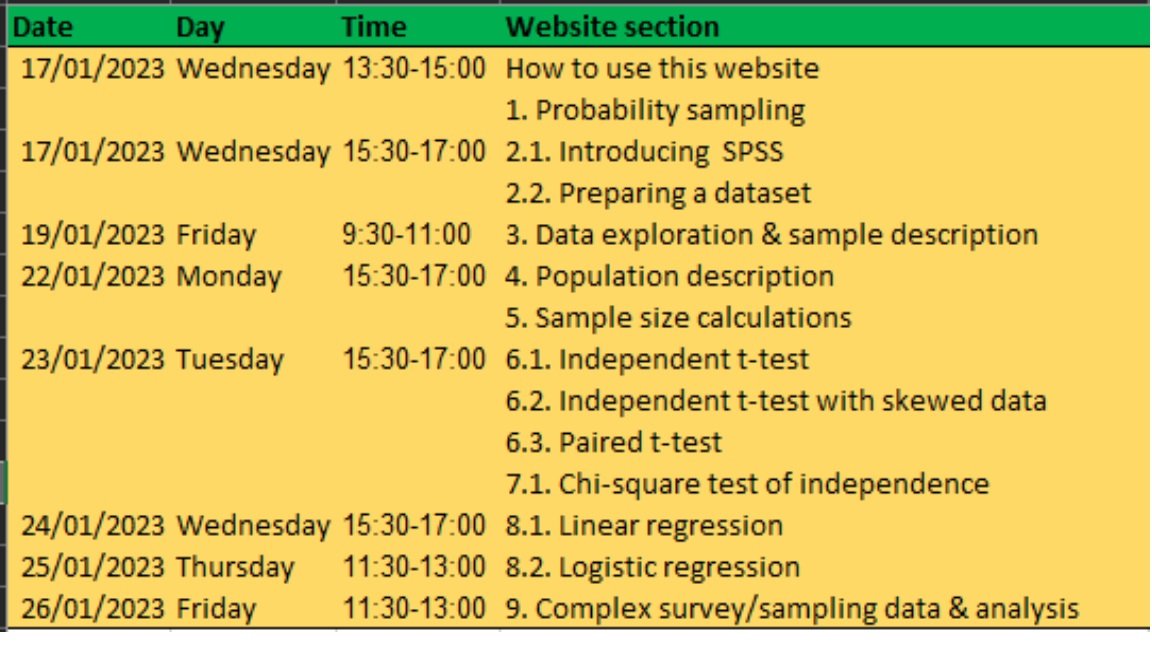 Date Day Time Website section
17/01/2023 Wednesday 13:30-15:00 How to use this website
1. Probability sampling
17/01/2023 Wednesday 15:30-17:00 2.1. Introducing  SPSS
2.2. Preparing a dataset
19/01/2023 Friday 9:30-11:00 3. Data exploration & sample description
22/01/2023 Monday 15:30-17:00 4. Population description
5. Sample size calculations
23/01/2023 Tuesday 15:30-17:00 6.1. Independent t-test
6.2. Independent t-test with skewed data
6.3. Paired t-test
7.1. Chi-square test of independence
24/01/2023 Wednesday 15:30-17:00 8.1. Linear regression
25/01/2023 Thursday 11:30-13:00 8.2. Logistic regression
26/01/2023 Friday 11:30-13:00 9. Complex survey/sampling data & analysis